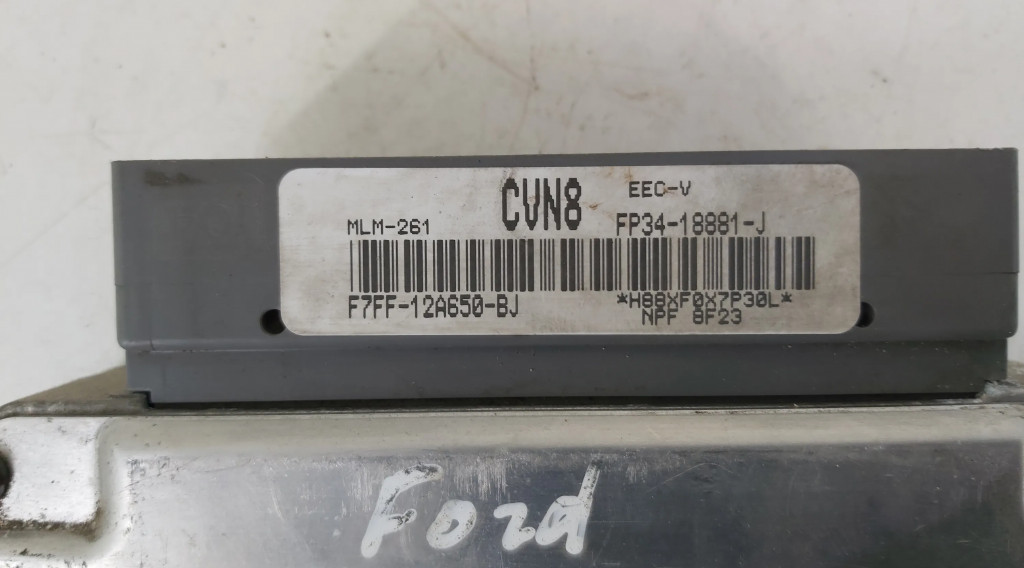 CVN8 EEC-V
MLM-261 FP34-18881-J
F7FF-12A650-BJ *H88XF0X7P30L*
NPF 8F23
Ford